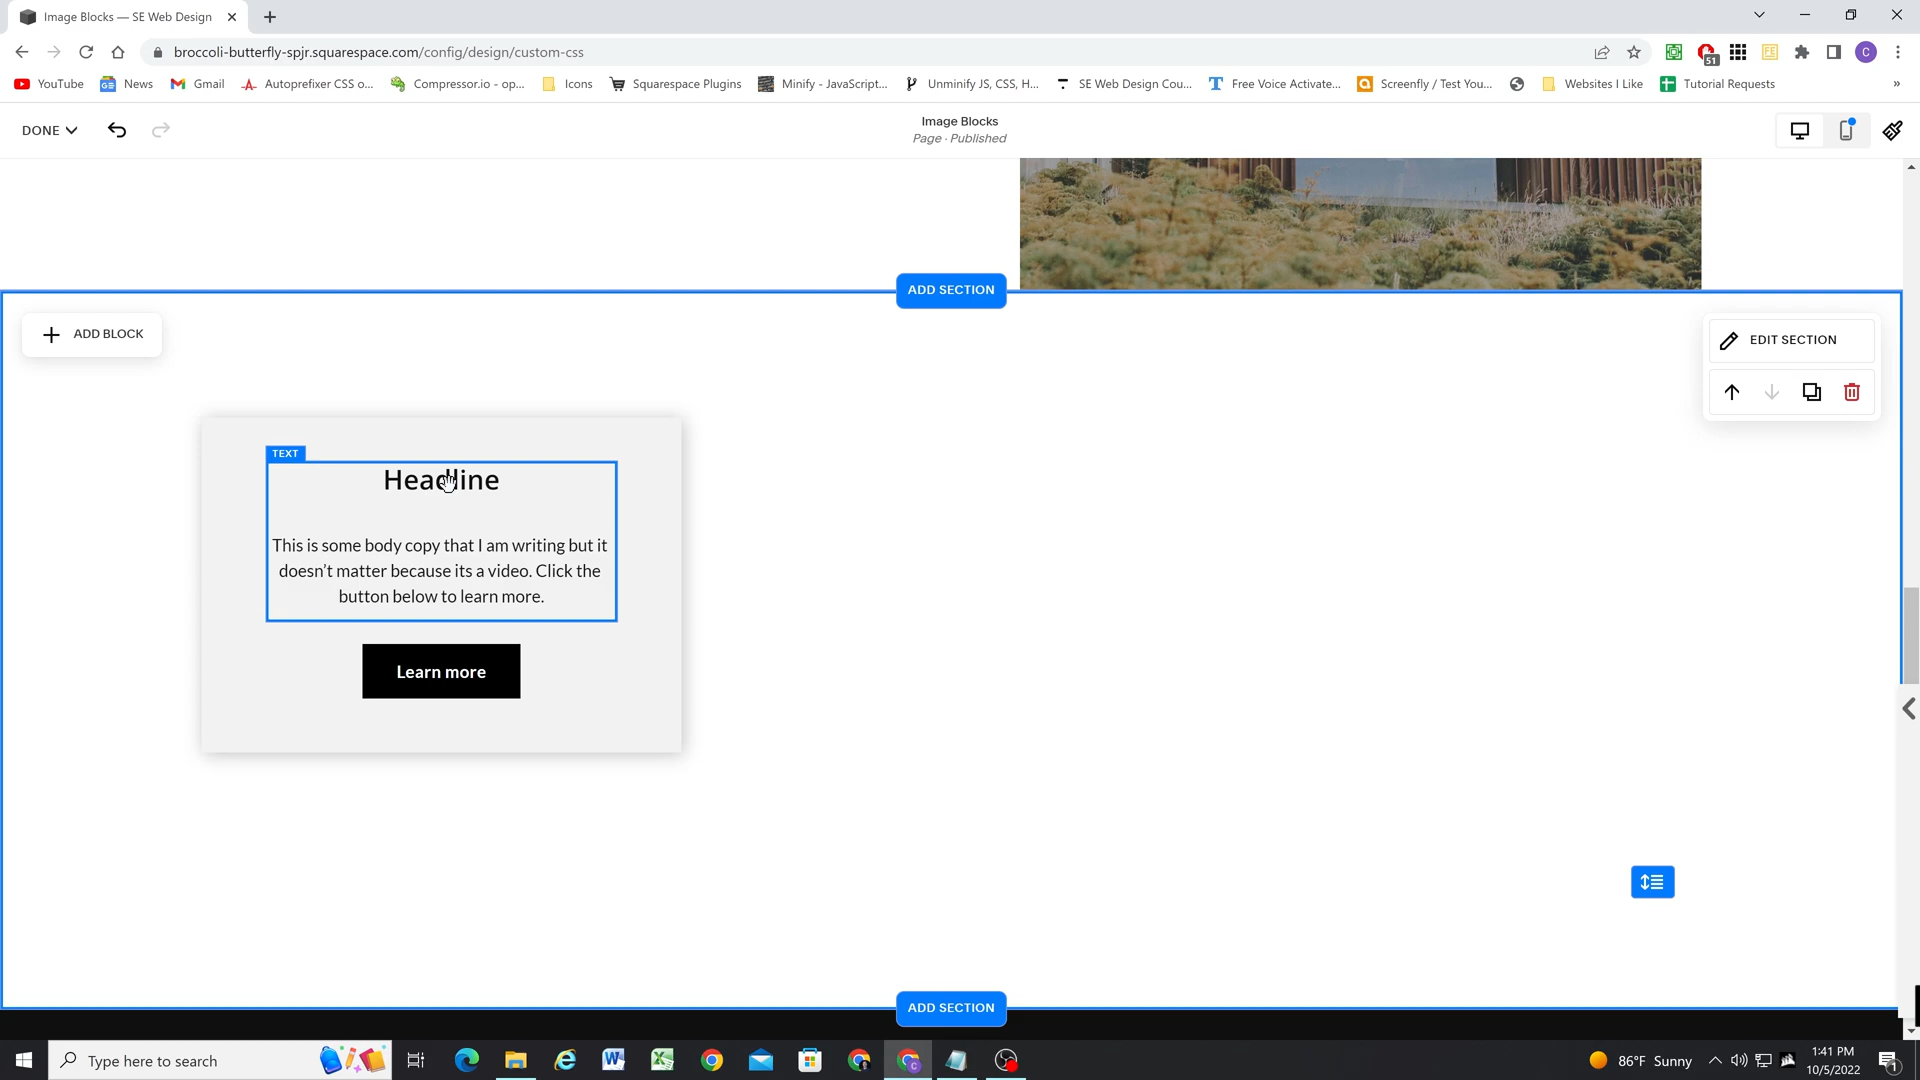 Image Blocks — SE Web Design
broccoli-butterfly-spjr.squarespace.com/config/design/custom-css
51
FE
C
YouTube
News
Gmail
Autoprefixer CSS o...
Compressor.io - op...
Icons
Squarespace Plugins
Minify - JavaScript...
Unminify JS, CSS, H...
SE Web Design Cou...
Free Voice Activate...
Screenfly / Test You...
Websites I Like
Tutorial Requests
»
DONE
Image Blocks
Page · Published
ADD SECTION
ADD BLOCK
EDIT SECTION
TEXT
Headline
This is some body copy that I am writing but it
doesn't matter because its a video. Click the
button below to learn more.
Learn more
ADD SECTION
Type here to search
86°F Sunny
1:41 PM
10/5/2022
1